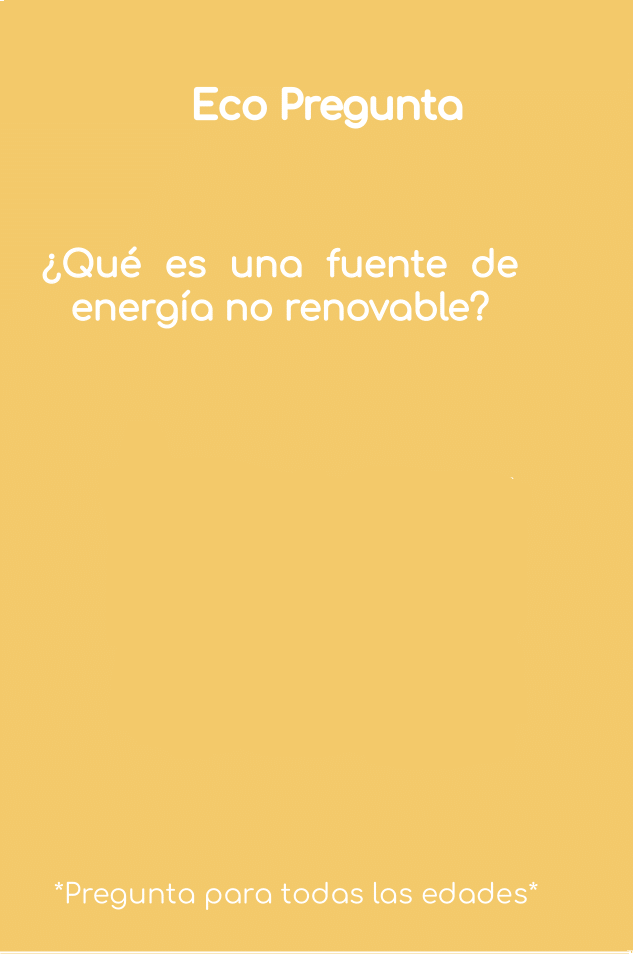 Eco Pregunta
¿Qué es una fuente de
energía no renovable?
*Pregunta para todas las edades*